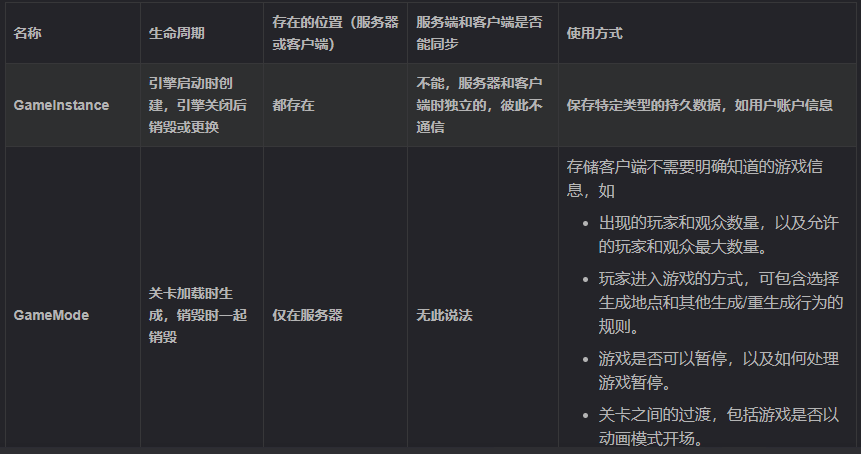 名称
生命周期
存在的位置（服务器
或客户端）
服务端和客户端是否
能同步
使用方式
GameInstance
引擎启动时创
建，引擎关闭后
销毁或更换
都存在
不能，服务器和客户
端时独立的，彼此不
通信
保存特定类型的持久数据，如用户账户信息
GameMode
关卡加载时生
成，销毁时一起
销毁
仅在服务器
无此说法
存储客户端不需要明确知道的游戏信
息，如
• 出现的玩家和观众数量，以及允许
的玩家和观众最大数量。
• 玩家进入游戏的方式，可包含选择
生成地点和其他生成/重生成行为的
规则。
• 游戏是否可以暂停，以及如何处理
游戏暂停。
• 关卡之间的过渡，包括游戏是否以
动画模式开场。